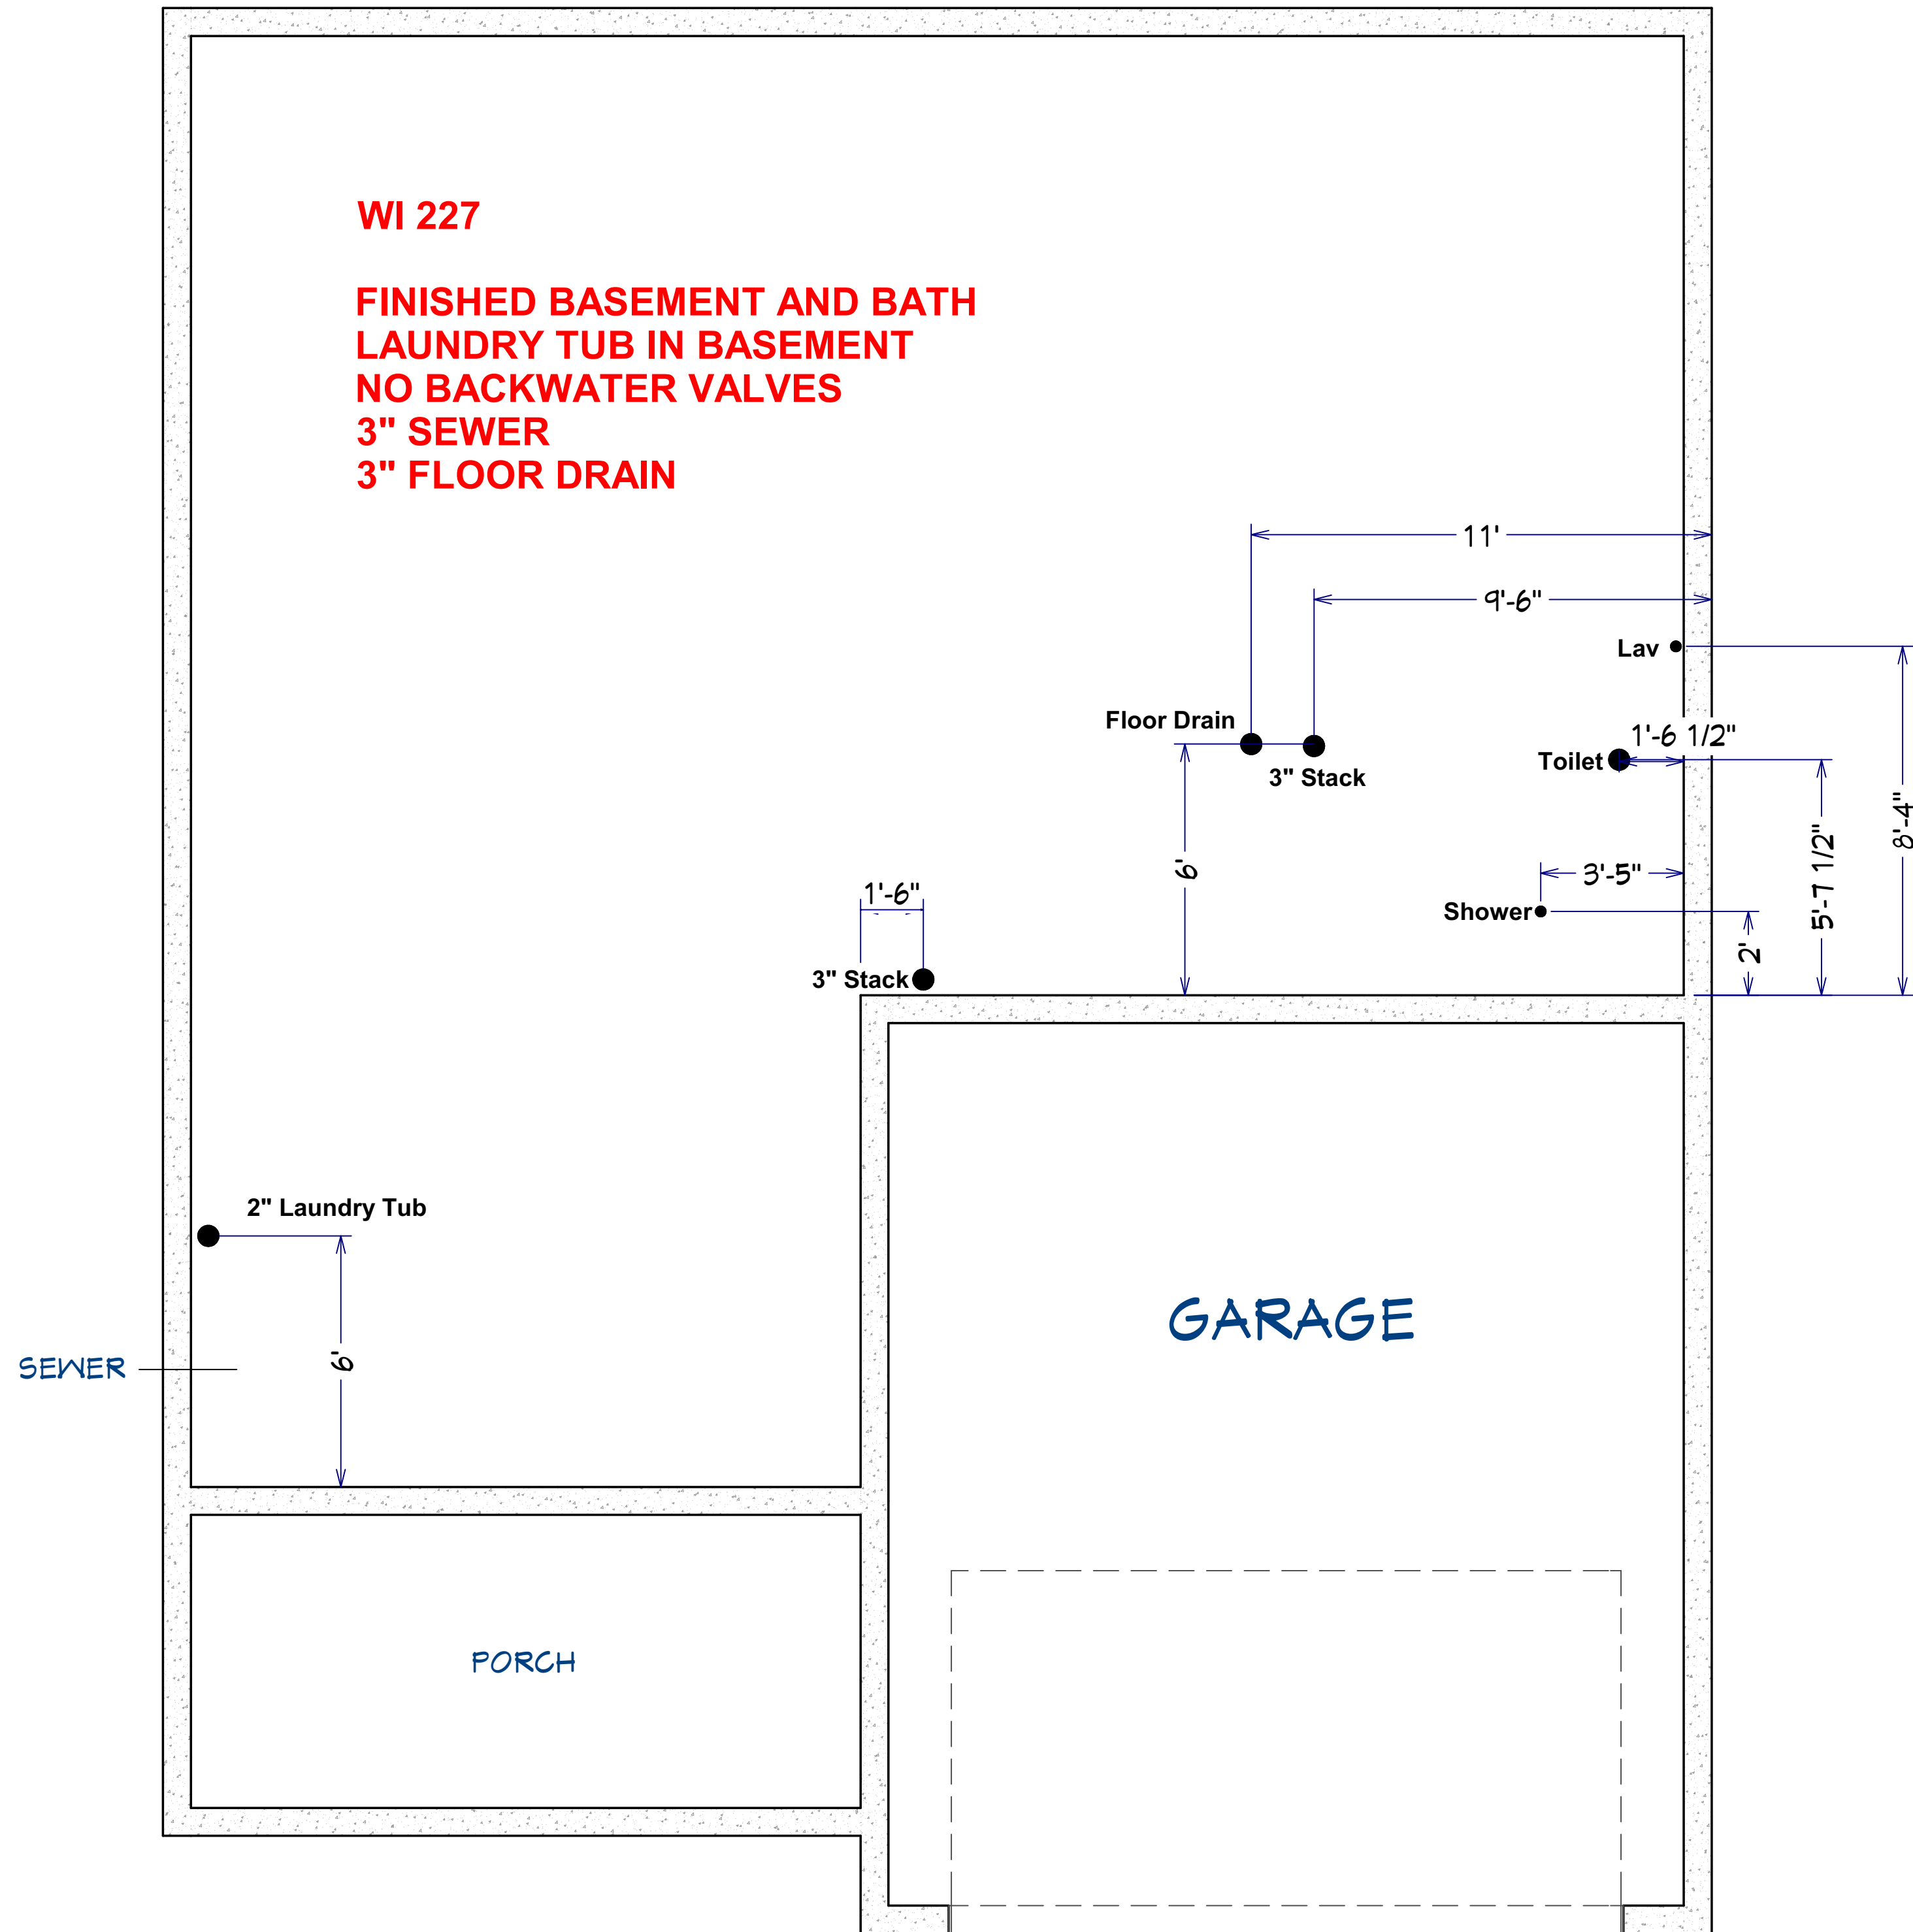 WI 227
FINISHED BASEMENT AND BATH
LAUNDRY TUB IN BASEMENT
NO BACKWATER VALVES
3" SEWER
3" FLOOR DRAIN
11'
9'-6"
Lav
Floor Drain
1'-6 1/2"
Toilet
3" Stack
8'-4"
5'-7 1/2"
6'
3'-5"
1'-6"
Shower
2'
3" Stack
2" Laundry Tub
GARAGE
SEWER
6'
PORCH